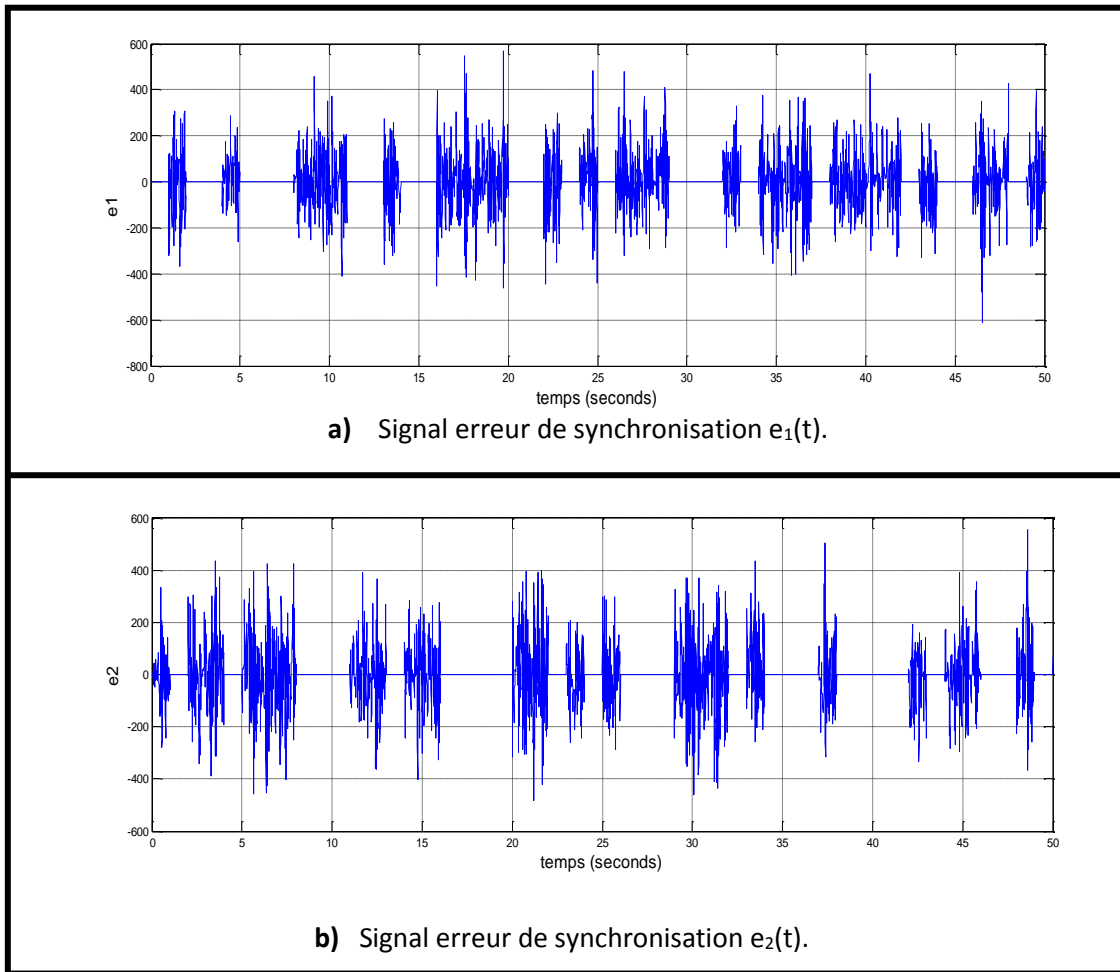 600
400
200
0
-200
-400
-600
-800
e1
0 5 10 15 20 25 30 35 40 45 50
temps (seconds)
a) Signal erreur de synchronisation e₁(t).
600
400
200
0
-200
-400
-600
e2
0 5 10 15 20 25 30 35 40 45 50
temps (seconds)
b) Signal erreur de synchronisation e₂(t).